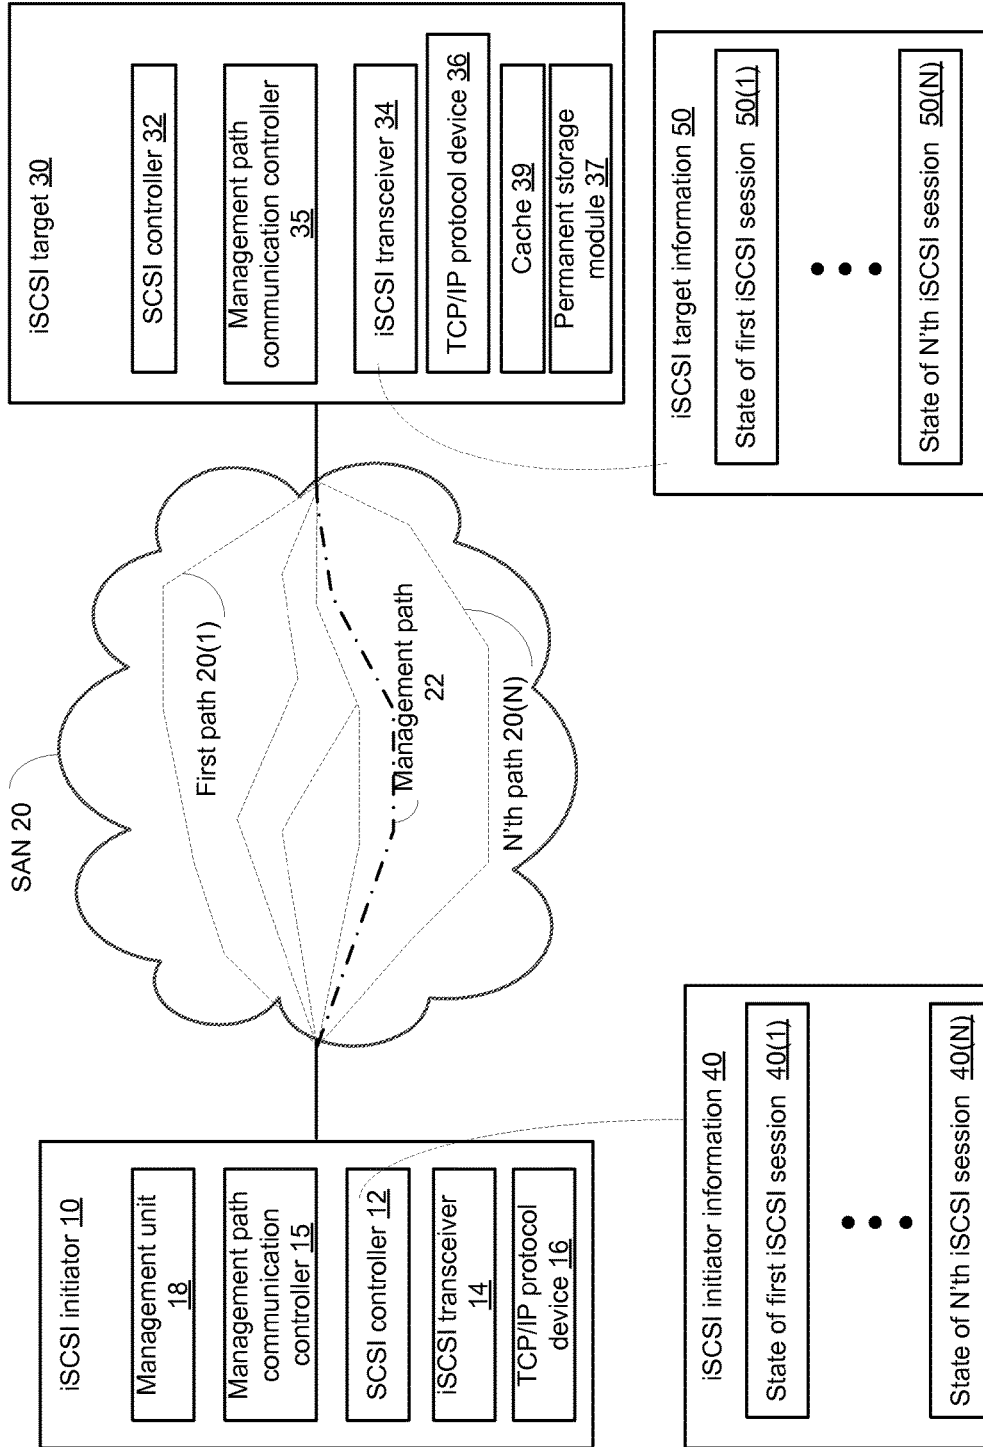 SAN 20
First path 20(1)
Management path
22
N'th path 20(N)
iSCSI initiator 10
Management unit
18
Management path
communication
controller 15
SCSI controller 12
iSCSI transceiver
14
TCP/IP protocol
device 16
iSCSI target 30
SCSI controller 32
Management path
communication controller
35
iSCSI transceiver 34
TCP/IP protocol device 36
Cache 39
Permanent storage
module 37
iSCSI initiator information 40
State of first iSCSI session 40(1)
State of N'th iSCSI session 40(N)
iSCSI target information 50
State of first iSCSI session 50(1)
State of N'th iSCSI session 50(N)